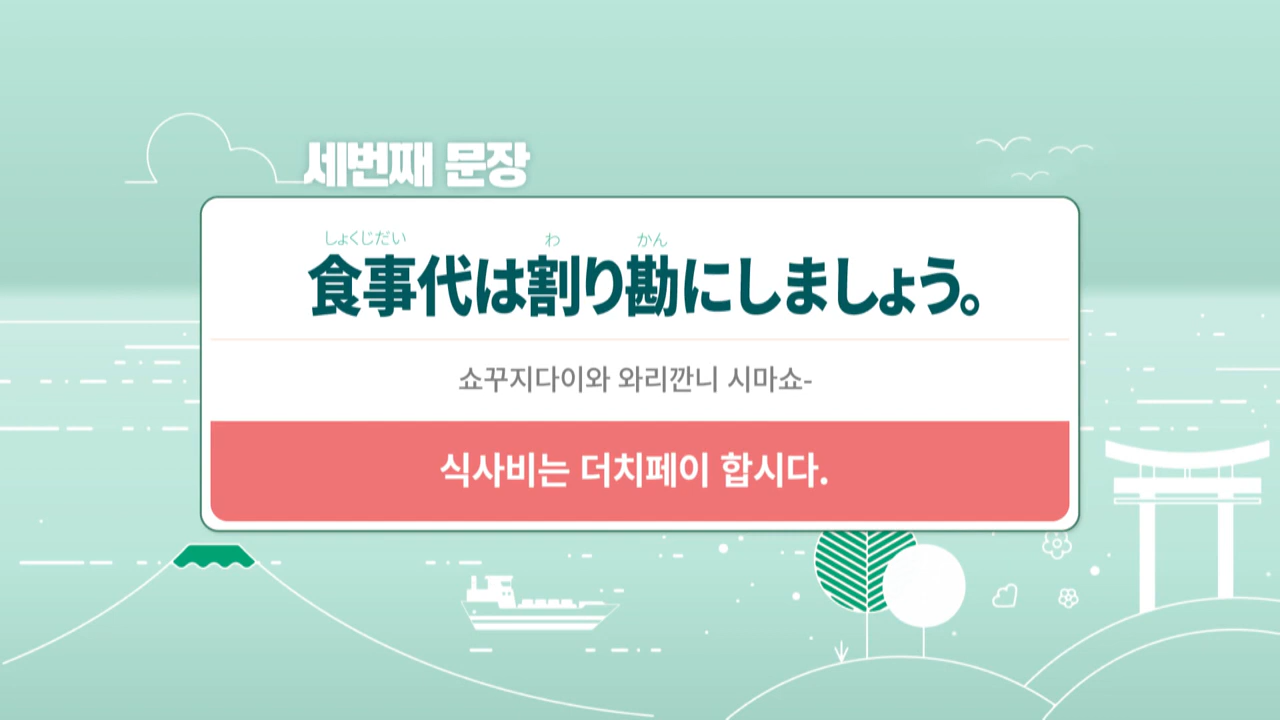 세번째 문장
しょくじだい わ かん
食事代は割り勘にしましょう。
쇼꾸지다이와 와리깐니 시마쇼-
식사비는 더치페이 합시다.